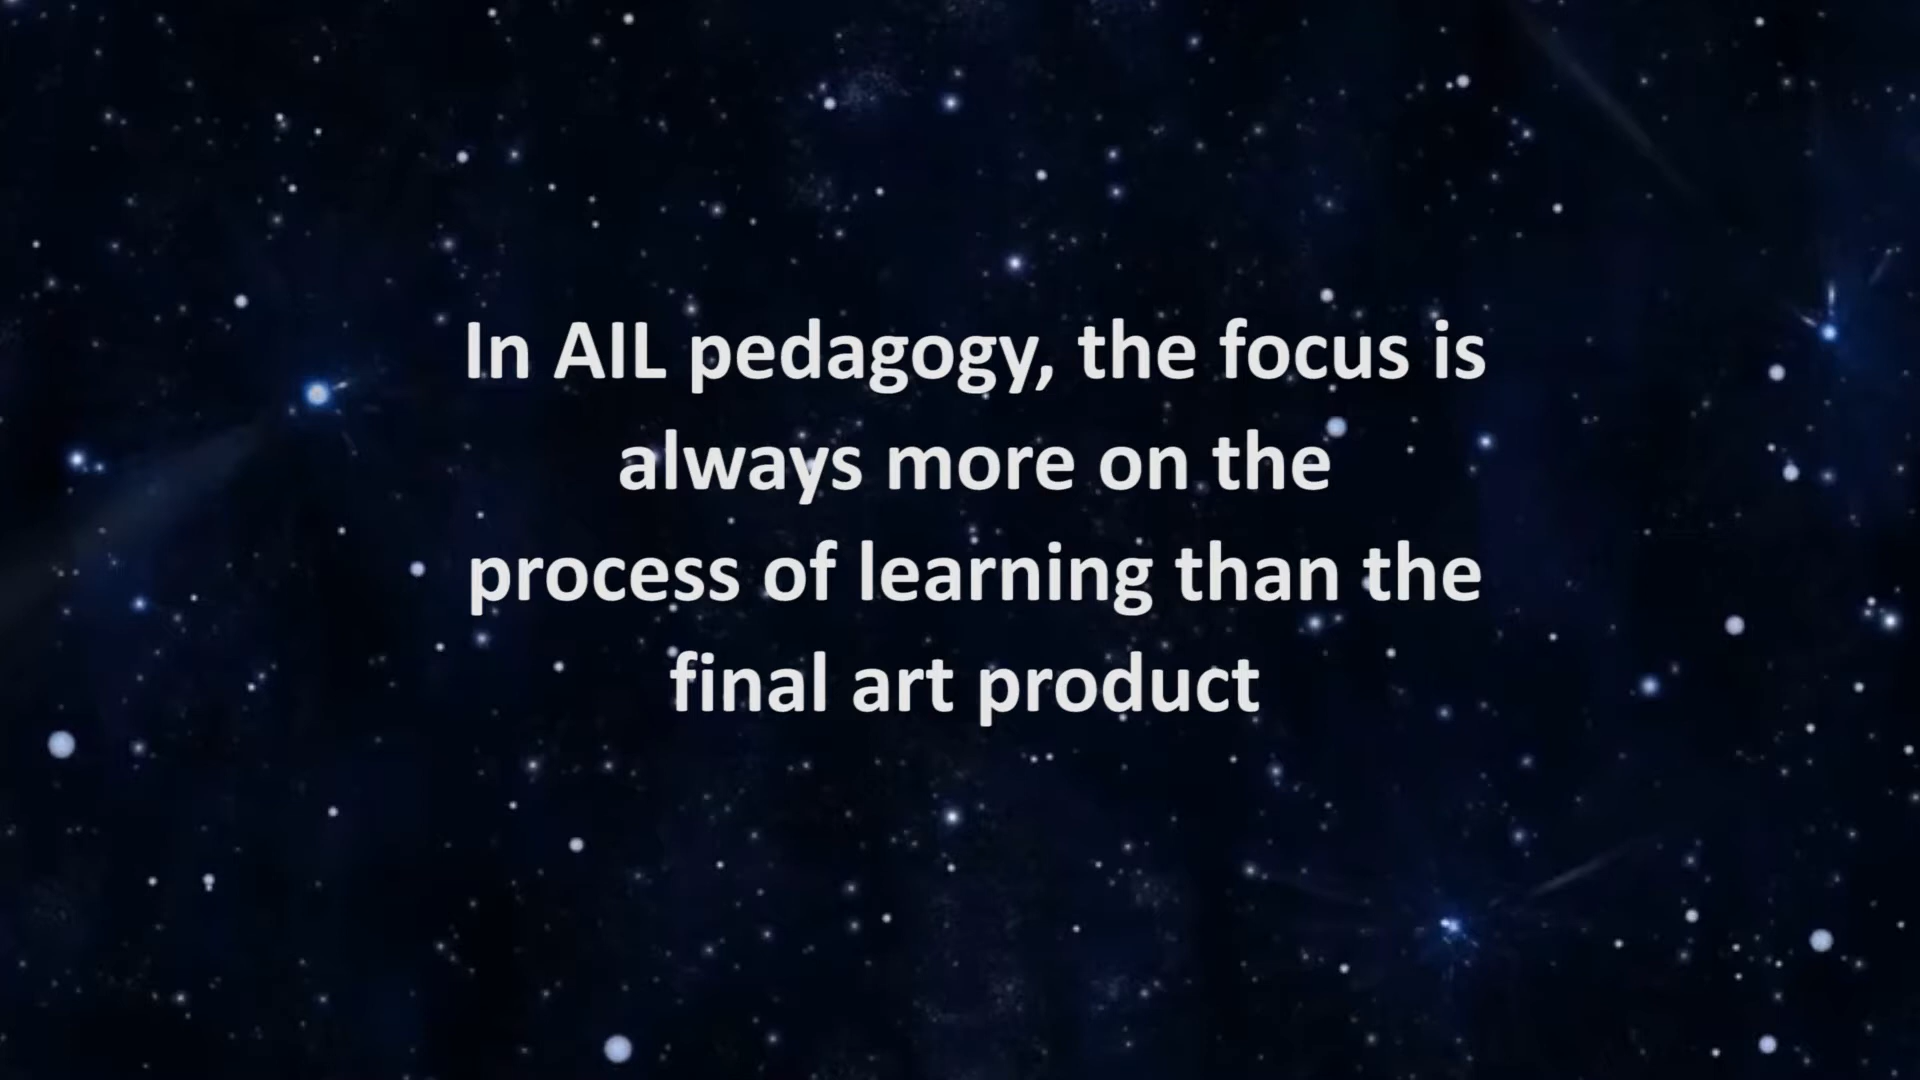 In AIL pedagogy, the focus is
always more on the
process of learning than the
final art product